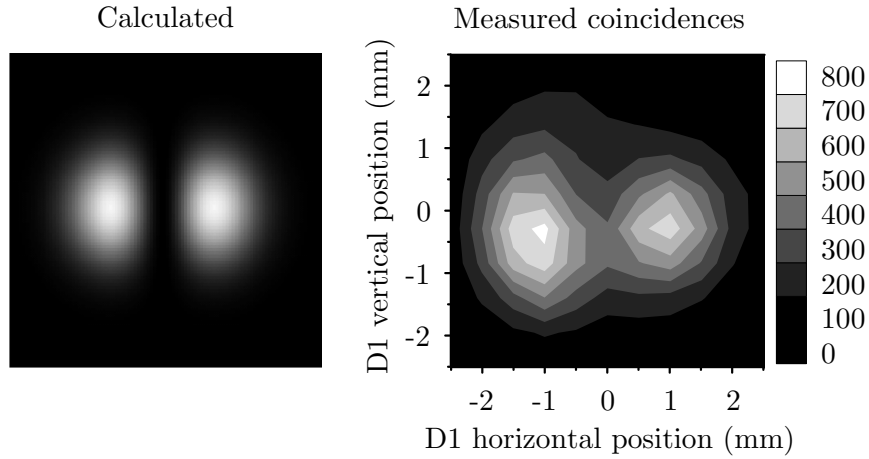 Calculated
Measured coincidences
D1 vertical position (mm)
2
1
0
-1
-2
-2 -1 0 1 2
D1 horizontal position (mm)
800
700
600
500
400
300
200
100
0